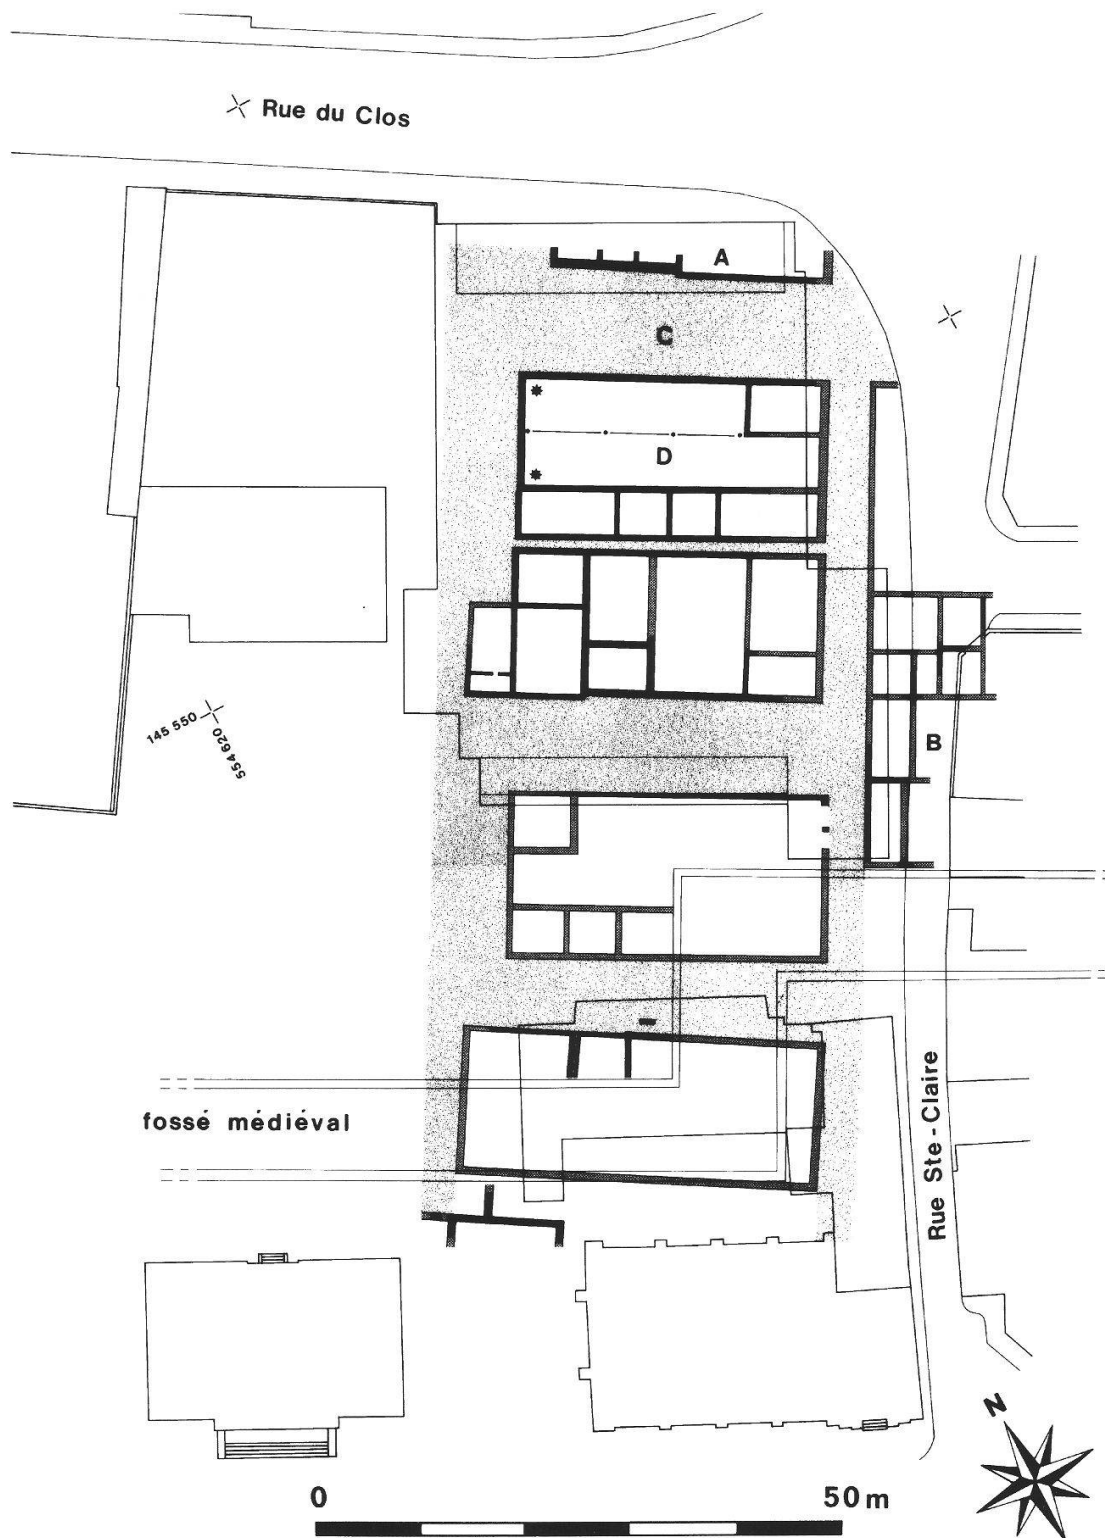 Rue du Clos
A
C
D
145 550
554 620
B
fossé médiéval
Rue Ste-Claire
N
0
50 m